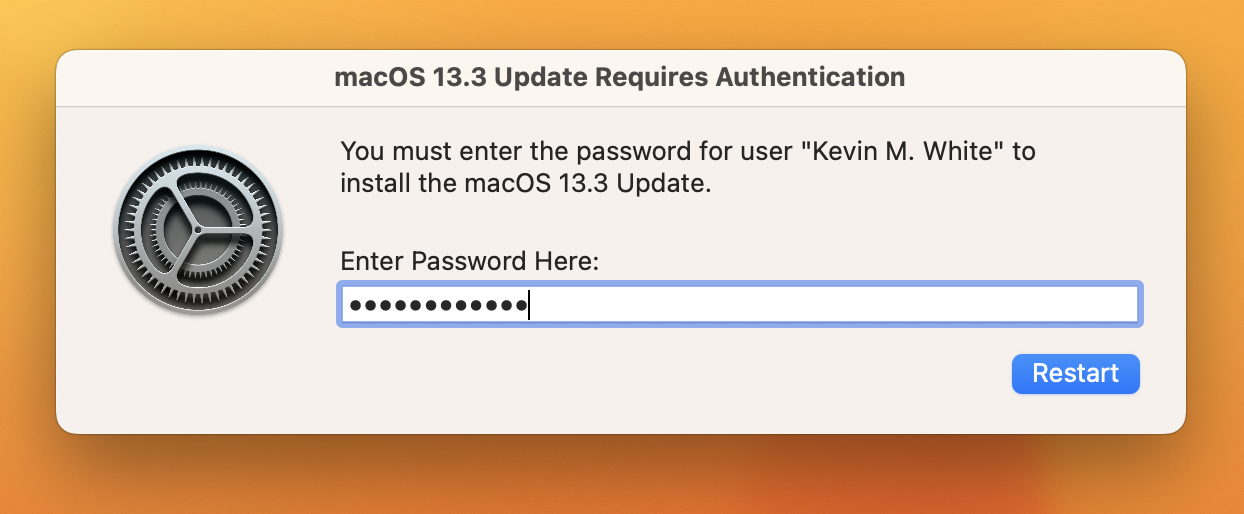 macOS 13.3 Update Requires Authentication
You must enter the password for user "Kevin M. White" to
install the macOS 13.3 Update.
Enter Password Here:
••••••••••••
Restart